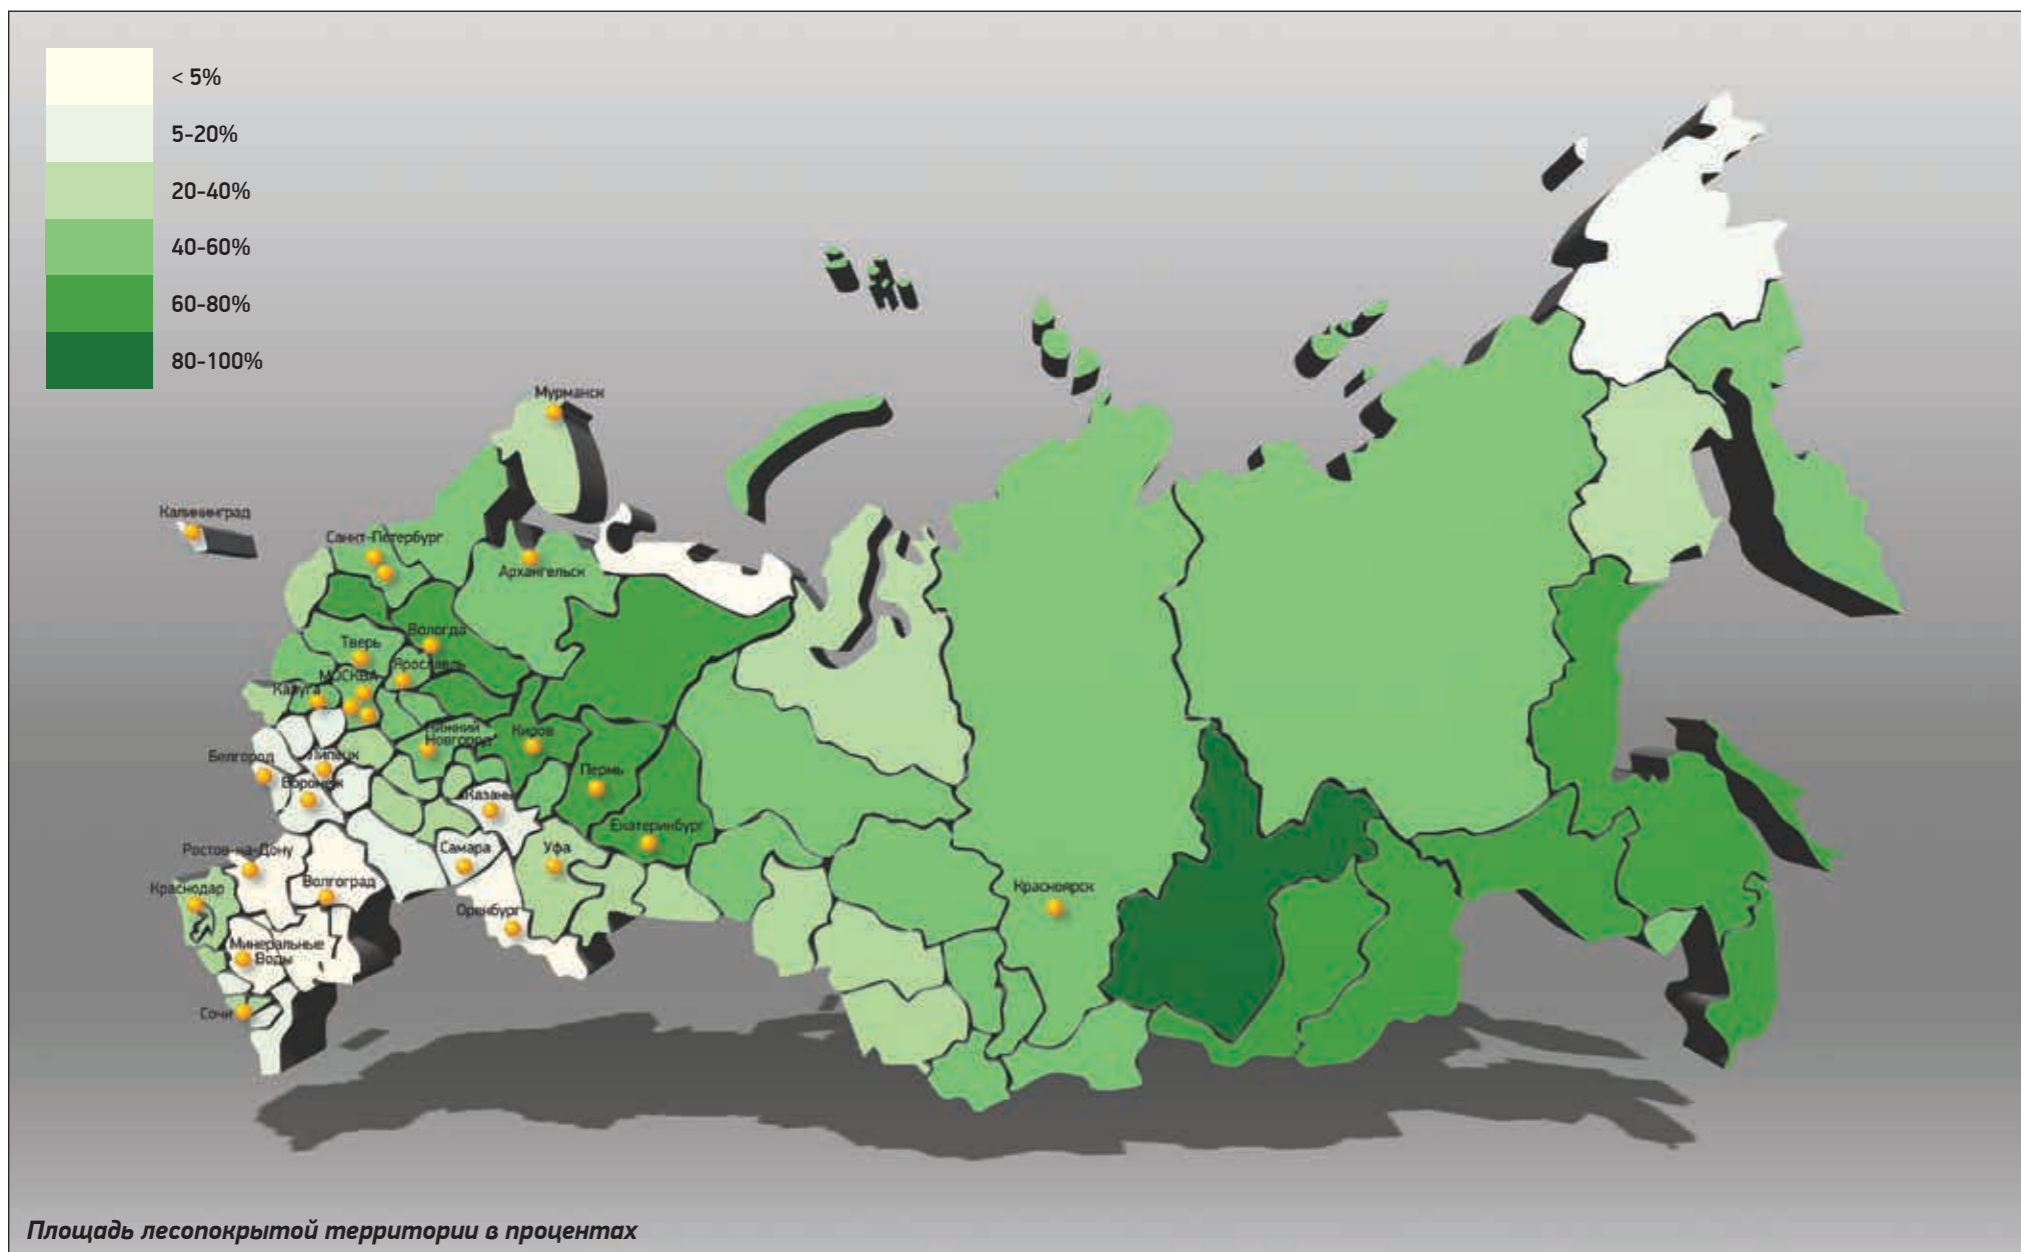 < 5%
5-20%
20-40%
40-60%
60-80%
80-100%
Мурманск
Калининград
Санкт-Петербург
Архангельск
Вологда
Тверь
Ярославль
МОСКВА
Калуга
Нижний
Новгород
Киров
Белгород
Липецк
Пермь
Воронеж
Казань
Екатеринбург
Ростов-на-Дону
Самара
Уфа
Волгоград
Краснодар
Красноярск
Оренбург
Минеральные
Воды
Сочи
Площадь лесопокрытой территории в процентах